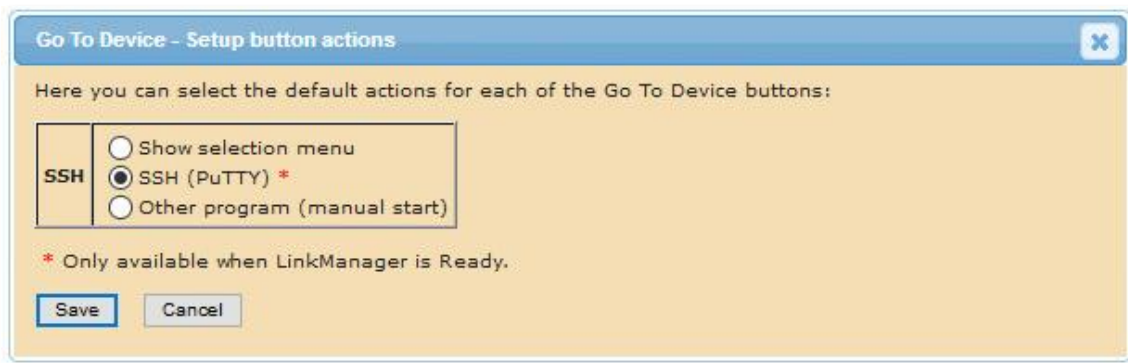 Go To Device - Setup button actions
Here you can select the default actions for each of the Go To Device buttons:
SSH
Show selection menu
SSH (PuTTY) *
Other program (manual start)
* Only available when LinkManager is Ready.
Save Cancel